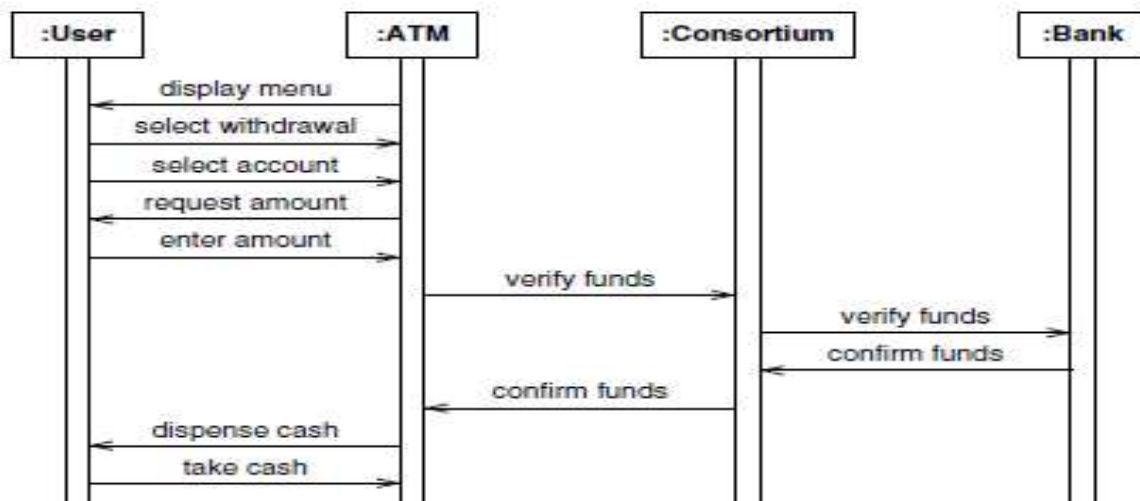 :User :ATM :Consortium :Bank
display menu
select withdrawal
select account
request amount
enter amount
verify funds
verify funds
confirm funds
confirm funds
dispense cash
take cash